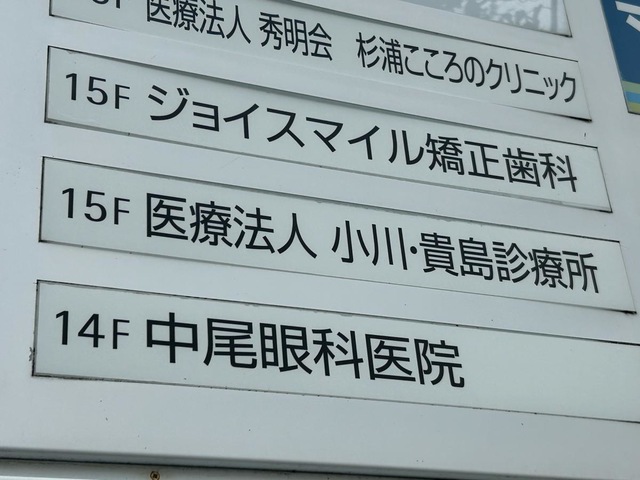 医療法人 秀明会 杉浦こころのクリニック
15F ジョイスマイル矯正歯科
15F 医療法人 小川・貴島診療所
14F 中尾眼科医院